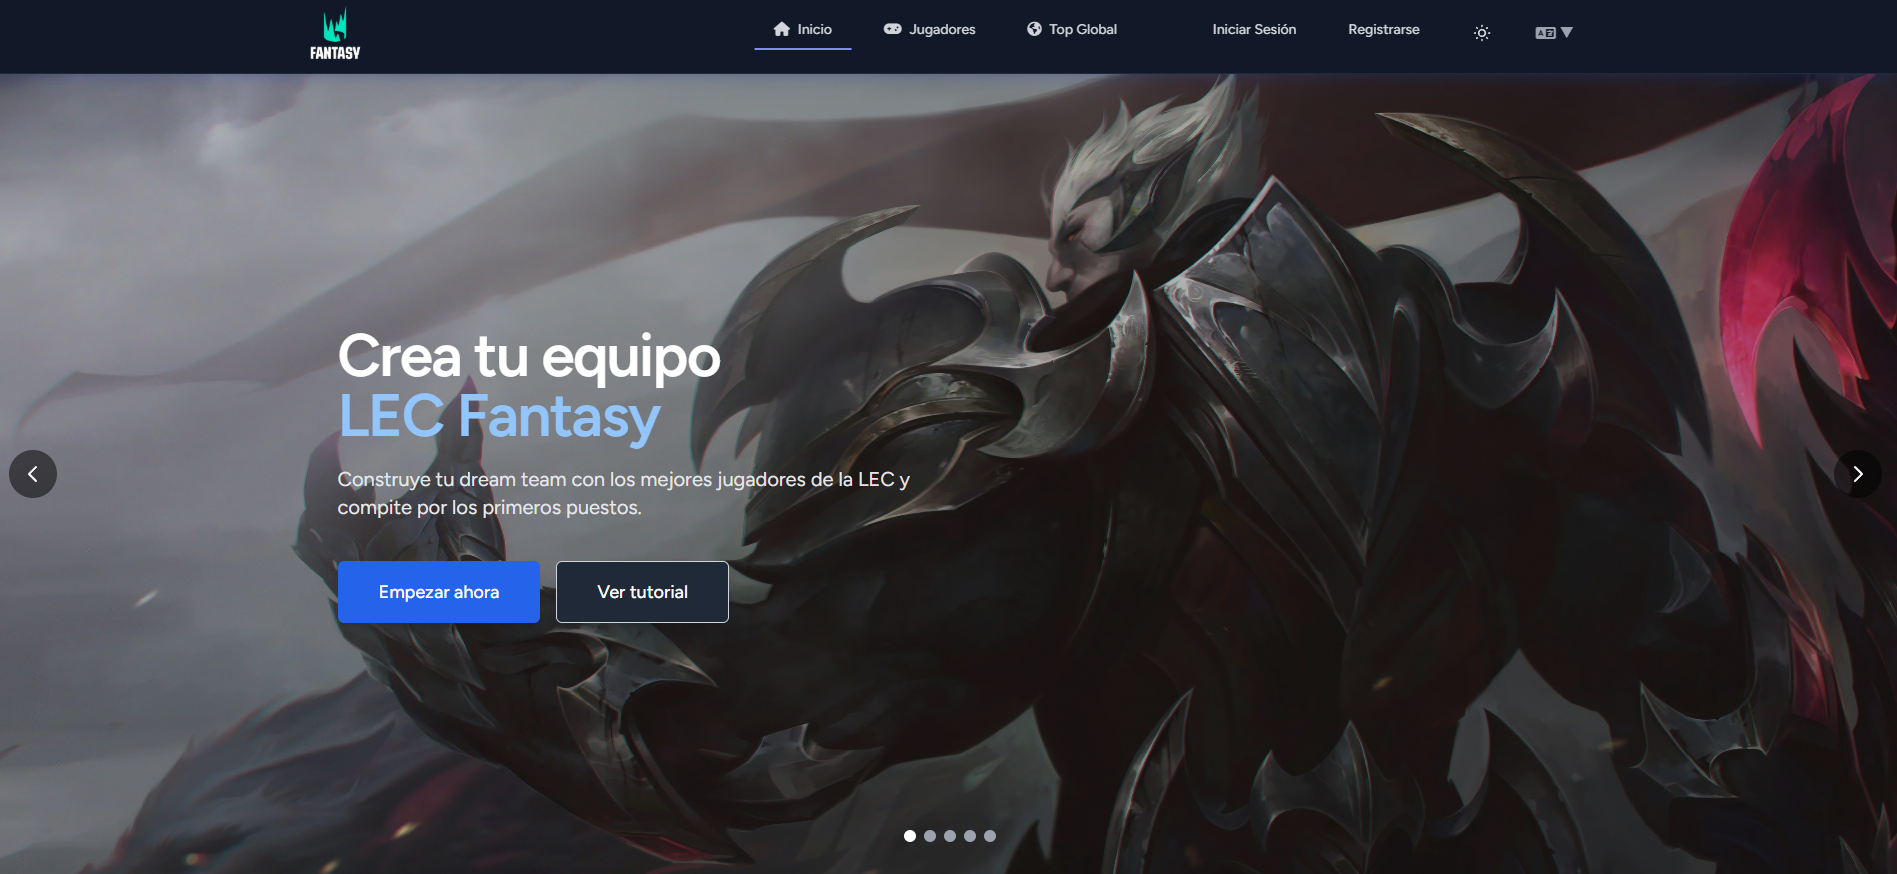 FANTASY
Inicio
Jugadores
Top Global
Iniciar Sesión
Registrarse
Crea tu equipo
LEC Fantasy
Construye tu dream team con los mejores jugadores de la LEC y
compite por los primeros puestos.
Empezar ahora
Ver tutorial